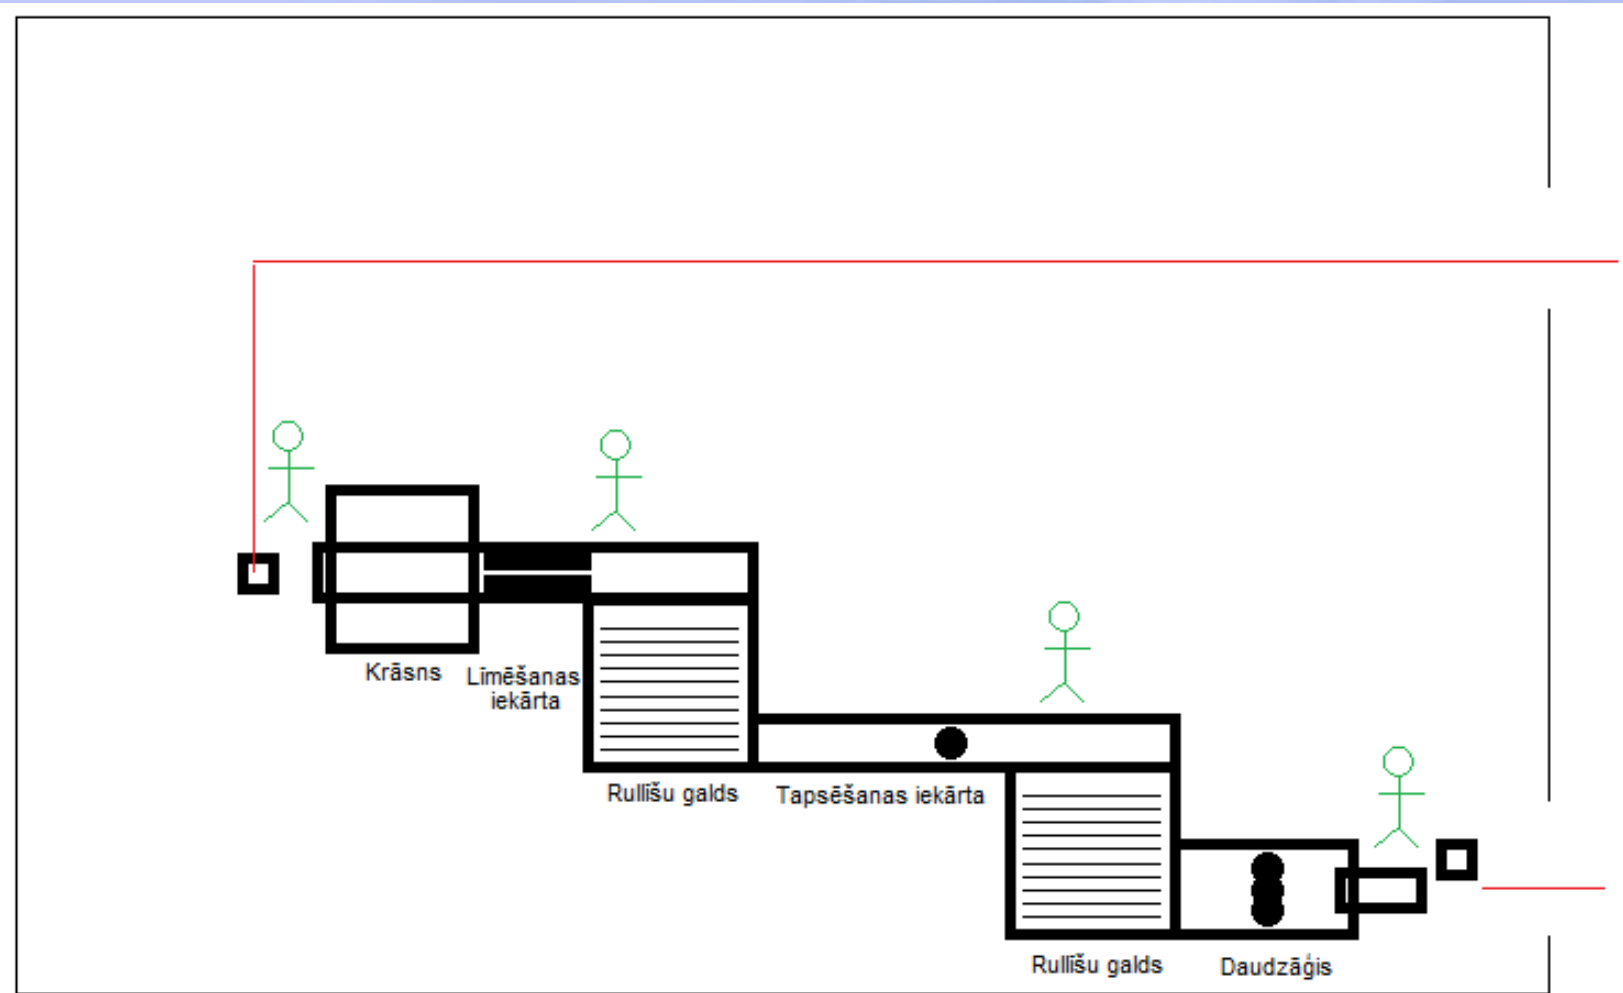 Krāsns
Līmēšanas
iekārta
Rullīšu galds
Tapsēšanas iekārta
Rullīšu galds
Daudzāģis